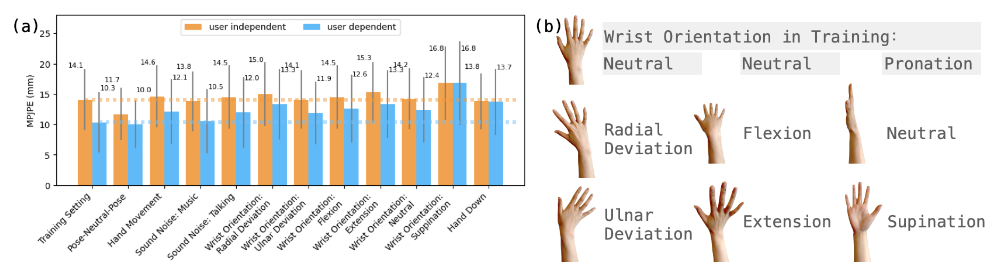 (a)
user independent
user dependent
MPJPE (mm)
25
20
15
10
5
0
14.1
10.3
11.7
10.0
14.6
12.1
13.8
10.5
14.5
12.0
15.0
13.3
14.1
11.9
14.5
12.6
15.3
13.3
14.2
12.4
16.8
16.8
13.8
13.7
Training Setting
Pose-Neutral-Pose
Hand Movement
Sound Noise: Music
Sound Noise: Talking
Wrist Orientation:
Radial Deviation
Wrist Orientation:
Ulnar Deviation
Wrist Orientation:
Flexion
Wrist Orientation:
Extension
Wrist Orientation:
Neutral
Wrist Orientation:
Suppination
Hand Down
(b)
Wrist Orientation in Training:
Neutral Neutral Pronation
Radial
Deviation
Flexion
Neutral
Ulnar
Deviation
Extension
Supination